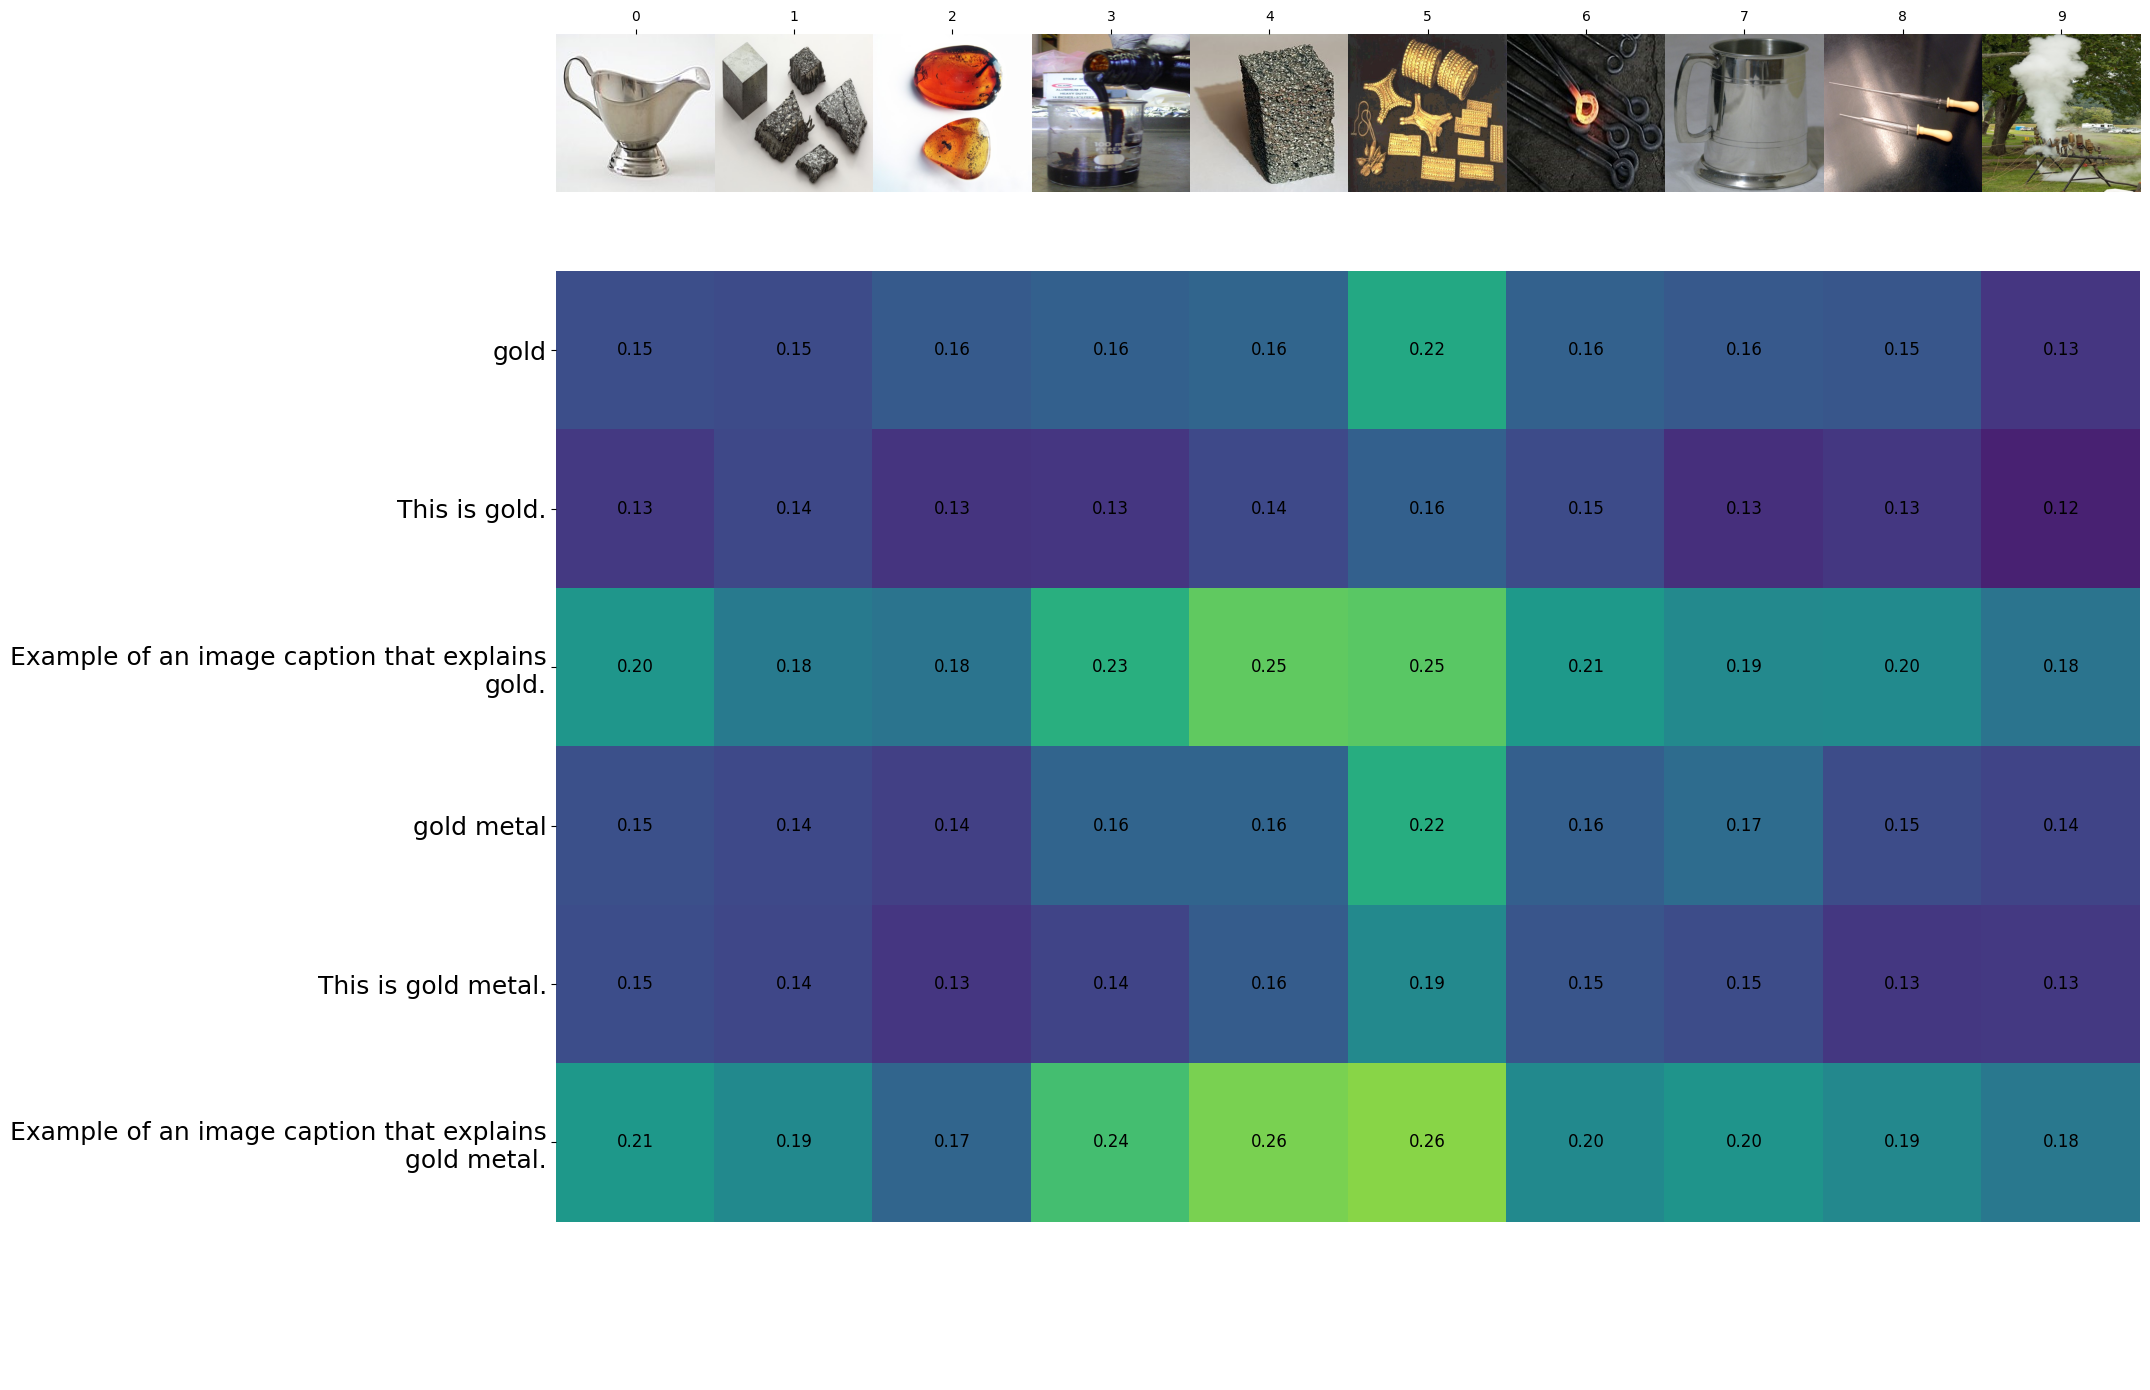 0 1 2 3 4 5 6 7 8 9
gold 0.15 0.15 0.16 0.16 0.16 0.22 0.16 0.16 0.15 0.13
This is gold. 0.13 0.14 0.13 0.13 0.14 0.16 0.15 0.13 0.13 0.12
Example of an image caption that explains
gold. 0.20 0.18 0.18 0.23 0.25 0.25 0.21 0.19 0.20 0.18
gold metal 0.15 0.14 0.14 0.16 0.16 0.22 0.16 0.17 0.15 0.14
This is gold metal. 0.15 0.14 0.13 0.14 0.16 0.19 0.15 0.15 0.13 0.13
Example of an image caption that explains
gold metal. 0.21 0.19 0.17 0.24 0.26 0.26 0.20 0.20 0.19 0.18